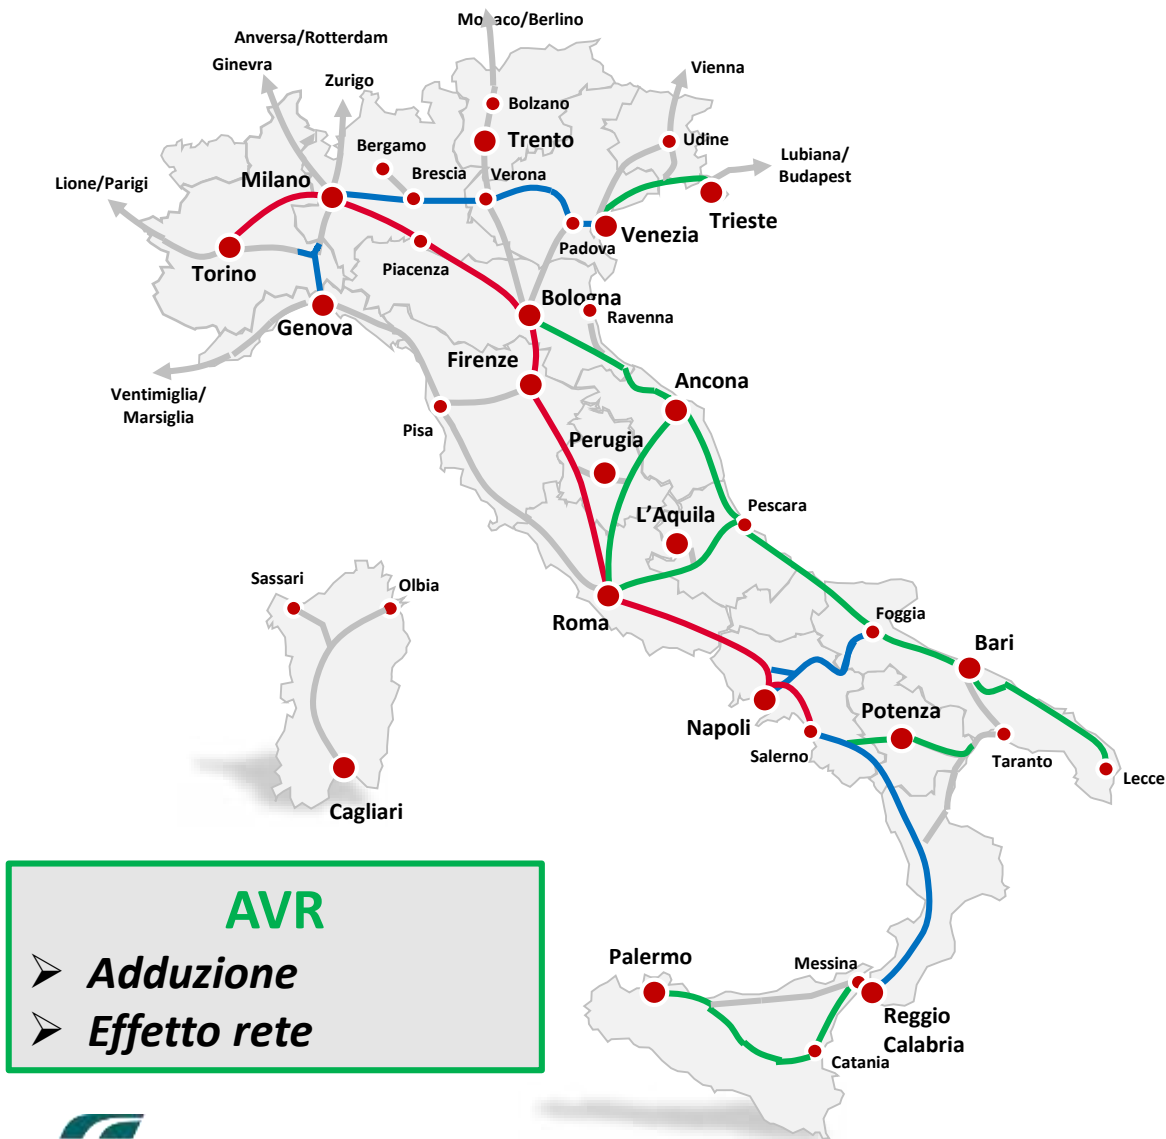 Monaco/Berlino
Anversa/Rotterdam
Ginevra
Zurigo
Vienna
Bolzano
Trento
Udine
Bergamo
Brescia
Verona
Lubiana/
Budapest
Lione/Parigi
Milano
Trieste
Venezia
Padova
Torino
Piacenza
Bologna
Ravenna
Genova
Firenze
Ancona
Ventimiglia/
Marsiglia
Pisa
Perugia
L'Aquila
Pescara
Sassari
Olbia
Roma
Foggia
Bari
Napoli
Potenza
Salerno
Taranto
Lecce
Cagliari
AVR
➢ Adduzione
➢ Effetto rete
Palermo
Messina
Reggio
Calabria
Catania